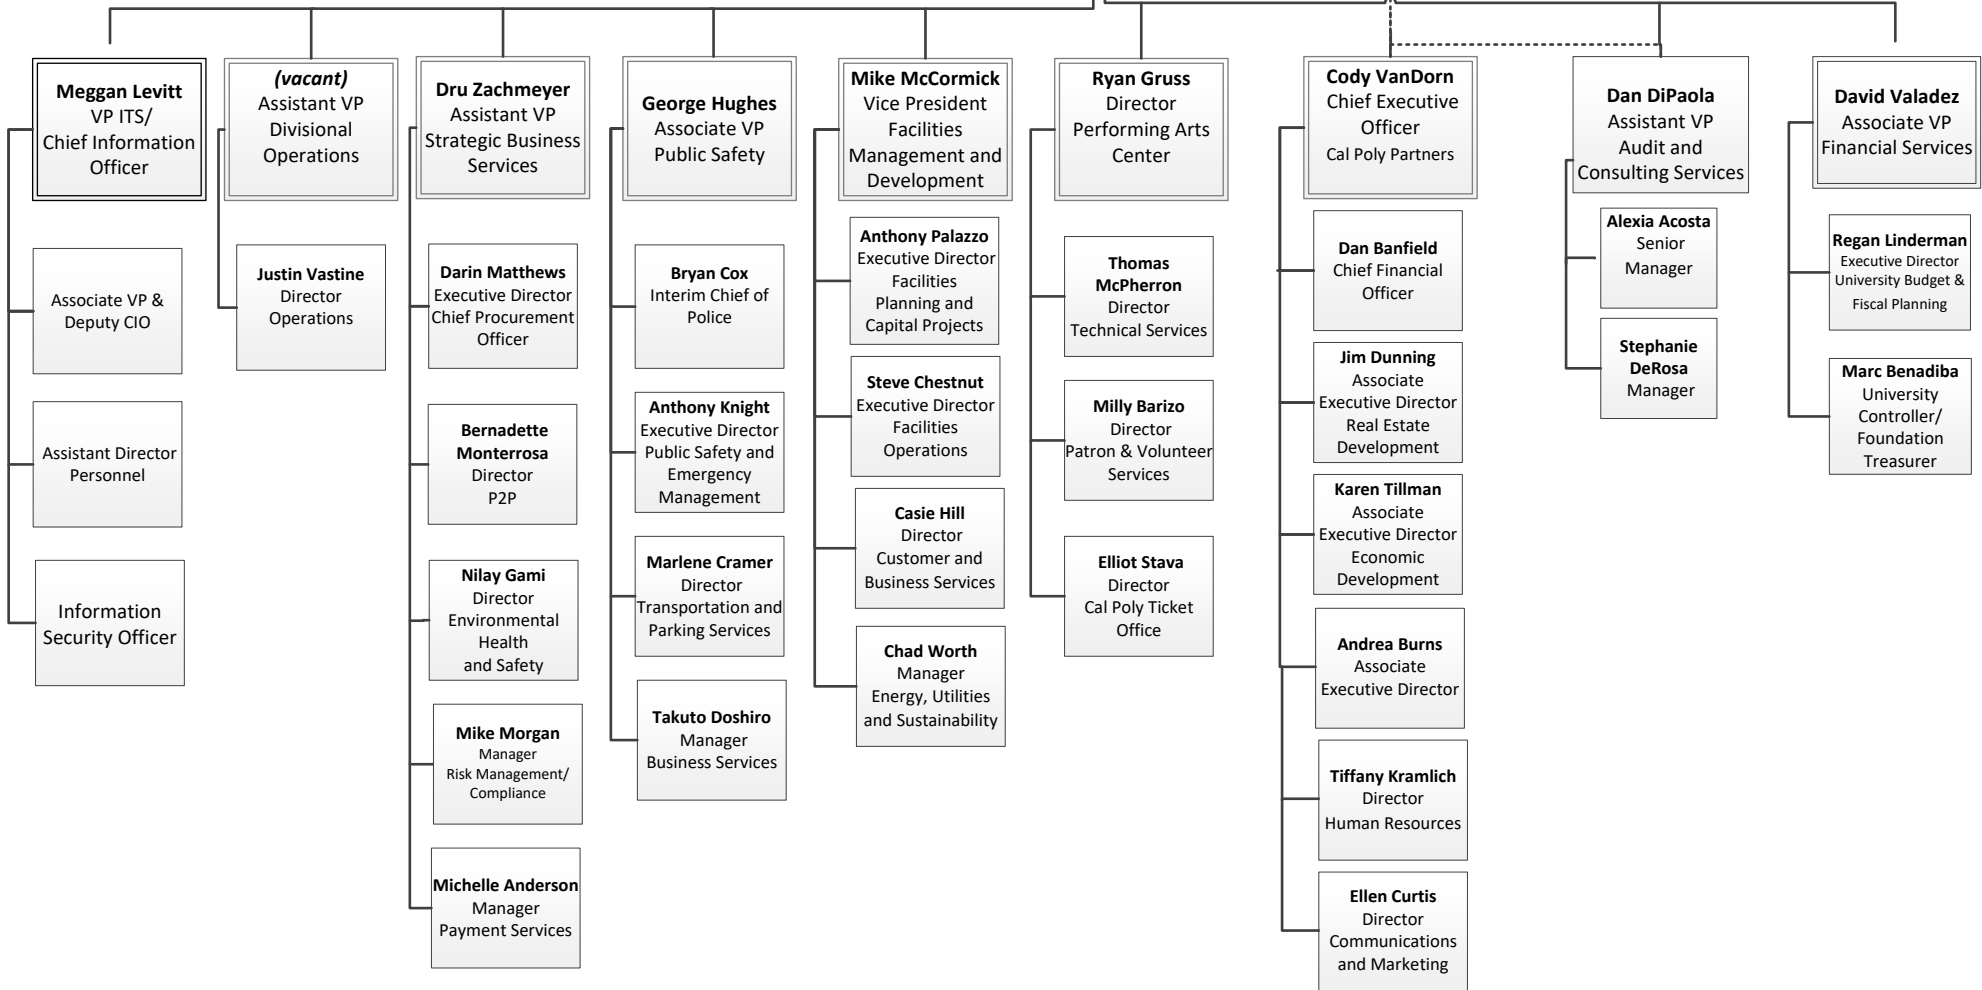 Meggan Levitt
VP ITS/
Chief Information
Officer
Associate VP &
Deputy CIO
Assistant Director
Personnel
Information
Security Officer
(vacant)
Assistant VP
Divisional
Operations
Justin Vastine
Director
Operations
Dru Zachmeyer
Assistant VP
Strategic Business
Services
Darin Matthews
Executive Director
Chief Procurement
Officer
Bernadette
Monterrosa
Director
P2P
Nilay Gami
Director
Environmental
Health
and Safety
Mike Morgan
Manager
Risk Management/
Compliance
Michelle Anderson
Manager
Payment Services
George Hughes
Associate VP
Public Safety
Bryan Cox
Interim Chief of
Police
Anthony Knight
Executive Director
Public Safety and
Emergency
Management
Marlene Cramer
Director
Transportation and
Parking Services
Takuto Doshiro
Manager
Business Services
Mike McCormick
Vice President
Facilities
Management and
Development
Anthony Palazzo
Executive Director
Facilities
Planning and
Capital Projects
Steve Chestnut
Executive Director
Facilities
Operations
Casie Hill
Director
Customer and
Business Services
Chad Worth
Manager
Energy, Utilities
and Sustainability
Ryan Gruss
Director
Performing Arts
Center
Thomas
McPherron
Director
Technical Services
Milly Barizo
Director
Patron & Volunteer
Services
Elliot Stava
Director
Cal Poly Ticket
Office
Cody VanDorn
Chief Executive
Officer
Cal Poly Partners
Dan Banfield
Chief Financial
Officer
Jim Dunning
Associate
Executive Director
Real Estate
Development
Karen Tillman
Associate
Executive Director
Economic
Development
Andrea Burns
Associate
Executive Director
Tiffany Kramlich
Director
Human Resources
Ellen Curtis
Director
Communications
and Marketing
Dan DiPaola
Assistant VP
Audit and
Consulting Services
Alexia Acosta
Senior
Manager
Stephanie
DeRosa
Manager
David Valadez
Associate VP
Financial Services
Regan Linderman
Executive Director
University Budget &
Fiscal Planning
Marc Benadiba
University
Controller/
Foundation
Treasurer